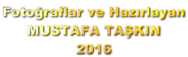 Fotoğraflar ve Hazırlayan
MUSTAFA TAŞKIN
2016